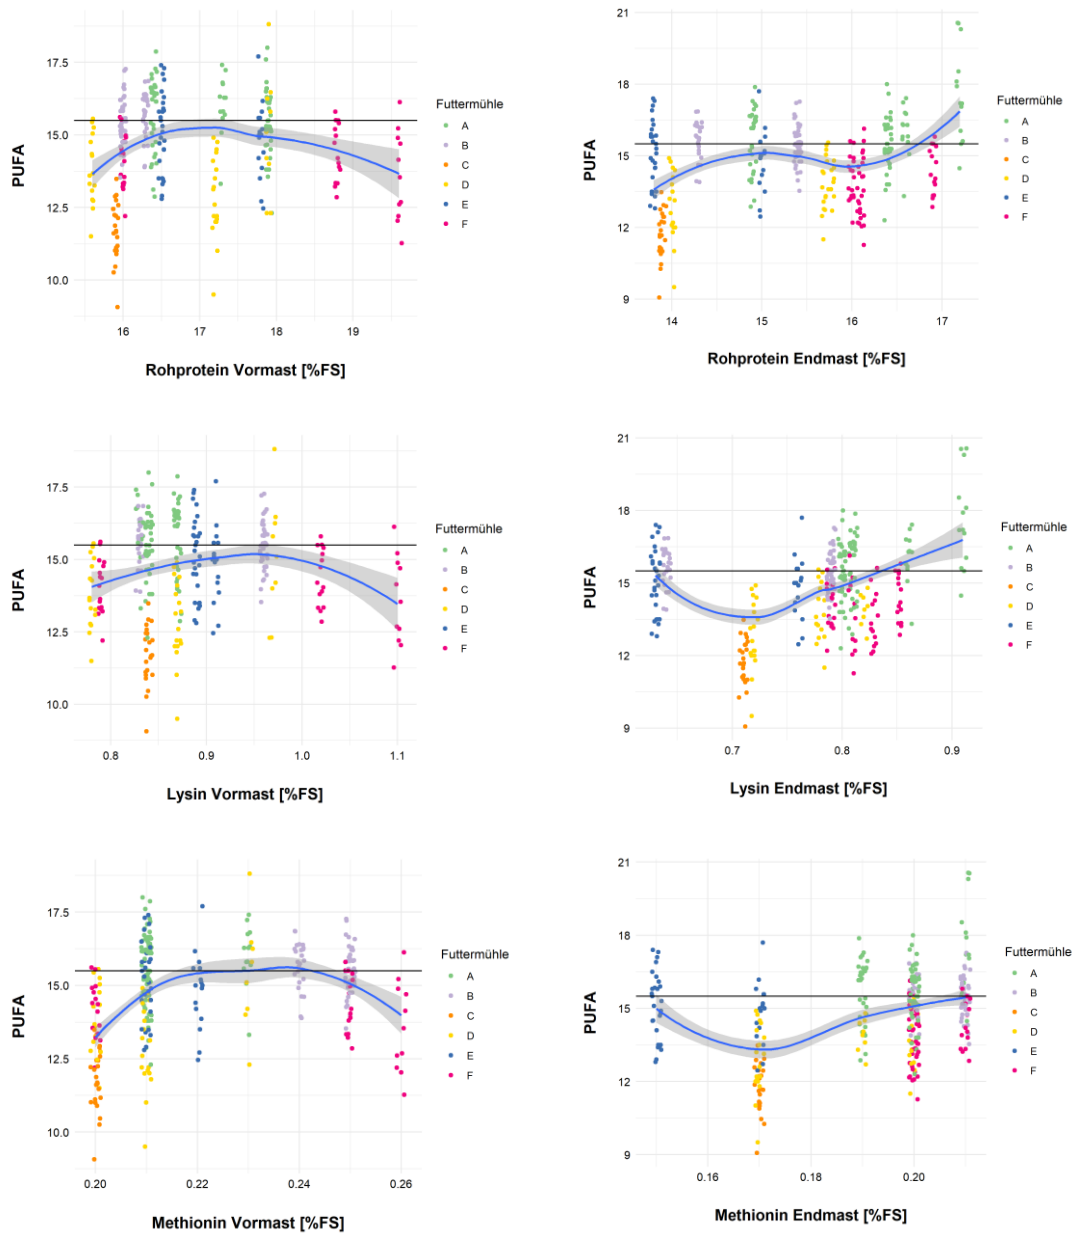 PUFA
17.5
15.0
12.5
10.0
16
17
18
19
Rohprotein Vormast [%FS]
Futtermühle
A
B
C
D
E
F
PUFA
21
18
15
12
9
14
15
16
17
Rohprotein Endmast [%FS]
Futtermühle
A
B
C
D
E
F
PUFA
17.5
15.0
12.5
10.0
0.8
0.9
1.0
1.1
Lysin Vormast [%FS]
Futtermühle
A
B
C
D
E
F
PUFA
21
18
15
12
9
0.7
0.8
0.9
Lysin Endmast [%FS]
Futtermühle
A
B
C
D
E
F
PUFA
17.5
15.0
12.5
10.0
0.20
0.22
0.24
0.26
Methionin Vormast [%FS]
Futtermühle
A
B
C
D
E
F
PUFA
21
18
15
12
9
0.16
0.18
0.20
Methionin Endmast [%FS]
Futtermühle
A
B
C
D
E
F